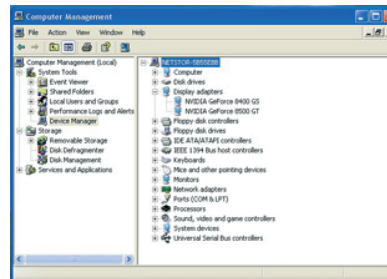 Computer Management
File Action View Window Help
Computer Management (Local)
System Tools
Event Viewer
Shared Folders
Local Users and Groups
Performance Logs and Alerts
Device Manager
Storage
Removable Storage
Disk Defragmenter
Disk Management
Services and Applications
Computer
Disk drives
Display adapters
NVIDIA GeForce 8400 GS
NVIDIA GeForce 8500 GT
Floppy disk controllers
Floppy disk drives
IDE ATA/ATAPI controllers
IEEE 1394 Bus host controllers
Keyboards
Mice and other pointing devices
Monitors
Network adapters
Ports (COM & LPT)
Processors
Sound, video and game controllers
System devices
Universal Serial Bus controllers